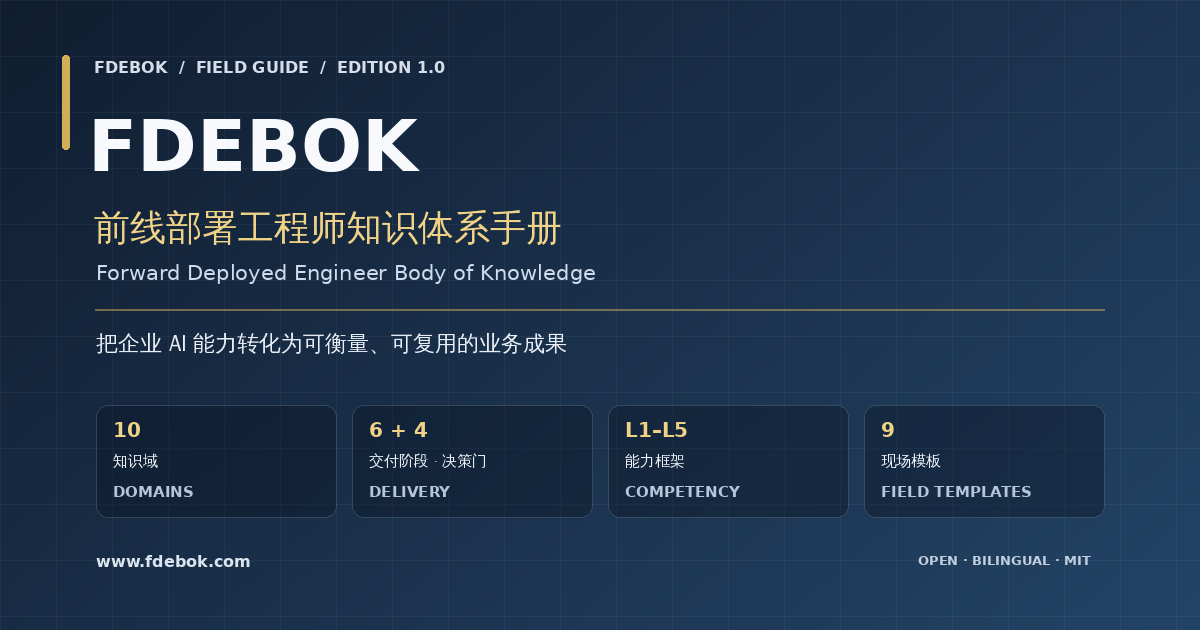 FDEBOK / FIELD GUIDE / EDITION 1.0
FDEBOK
前线部署工程师知识体系手册
Forward Deployed Engineer Body of Knowledge
把企业 AI 能力转化为可衡量、可复用的业务成果
10
知识域
DOMAINS
6 + 4
交付阶段 · 决策门
DELIVERY
L1–L5
能力框架
COMPETENCY
9
现场模板
FIELD TEMPLATES
www.fdebok.com
OPEN · BILINGUAL · MIT